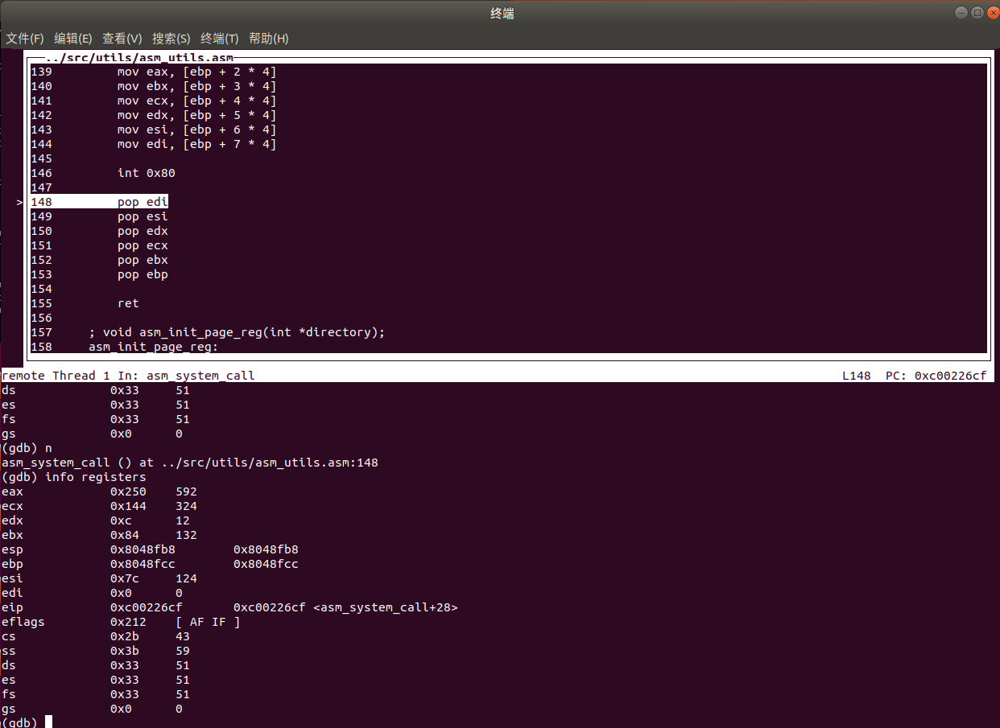 终端
文件(F) 编辑(E) 查看(V) 搜索(S) 终端(T) 帮助(H)
../src/utils/asm_utils.asm
139 mov eax, [ebp + 2 * 4]
140 mov ebx, [ebp + 3 * 4]
141 mov ecx, [ebp + 4 * 4]
142 mov edx, [ebp + 5 * 4]
143 mov esi, [ebp + 6 * 4]
144 mov edi, [ebp + 7 * 4]
145
146 int 0x80
147
>148 pop edi
149 pop esi
150 pop edx
151 pop ecx
152 pop ebx
153 pop ebp
154
155 ret
156
157 ; void asm_init_page_reg(int *directory);
158 asm_init_page_reg:
remote Thread 1 In: asm_system_call L148 PC: 0xc00226cf
ds 0x33 51
es 0x33 51
fs 0x33 51
gs 0x0 0
(gdb) n
asm_system_call () at ../src/utils/asm_utils.asm:148
(gdb) info registers
eax 0x250 592
ecx 0x144 324
edx 0xc 12
ebx 0x84 132
esp 0x8048fb8 0x8048fb8
ebp 0x8048fcc 0x8048fcc
esi 0x7c 124
edi 0x0 0
eip 0xc00226cf 0xc00226cf <asm_system_call+28>
eflags 0x212 [ AF IF ]
cs 0x2b 43
ss 0x3b 59
ds 0x33 51
es 0x33 51
fs 0x33 51
gs 0x0 0
(gdb)